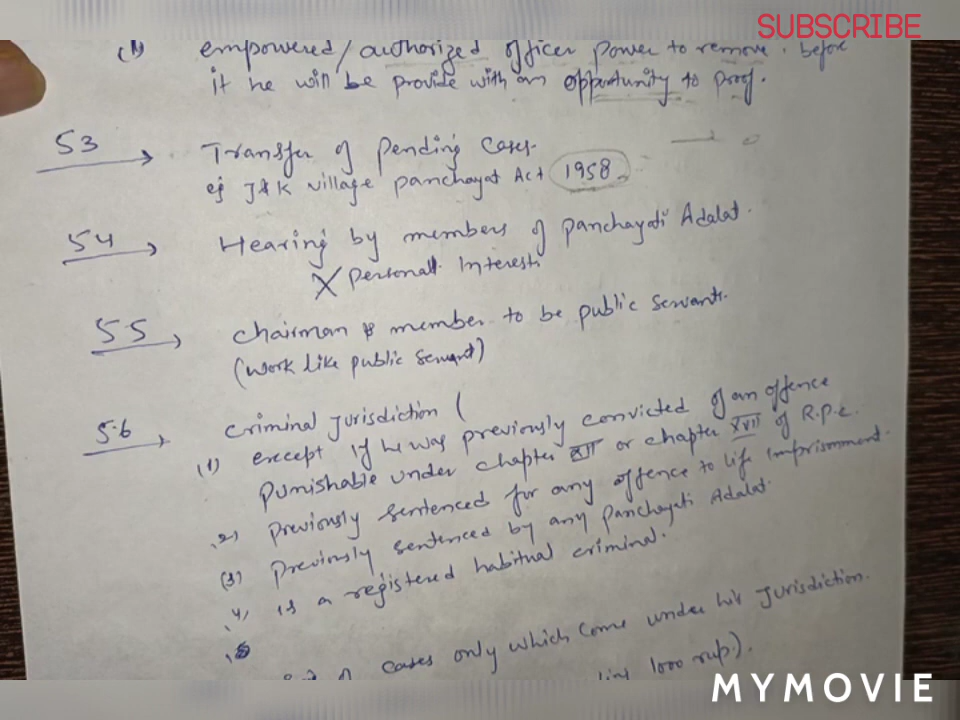 SUBSCRIBE
empowered/authorized officer power to remove, before
it he will be provide with an opportunity to proof.
53 → Transfer of pending cases.
eg J&K village panchayat Act 1958
54 → Hearing by members of panchayati Adalat.
X personal interests
55 → chairman & member to be public servants.
(work like public servant)
56 → criminal jurisdiction (
(1) except if he was previously convicted of an offence
punishable under chapter XII or chapter XVII of R.P.C.
(2) previously sentenced for any offence to life imprisonment.
(3) previously sentenced by any panchayati Adalat.
4, is a registered habitual criminal.
cases only which come under his jurisdiction.
1000 rup).
MYMOVIE